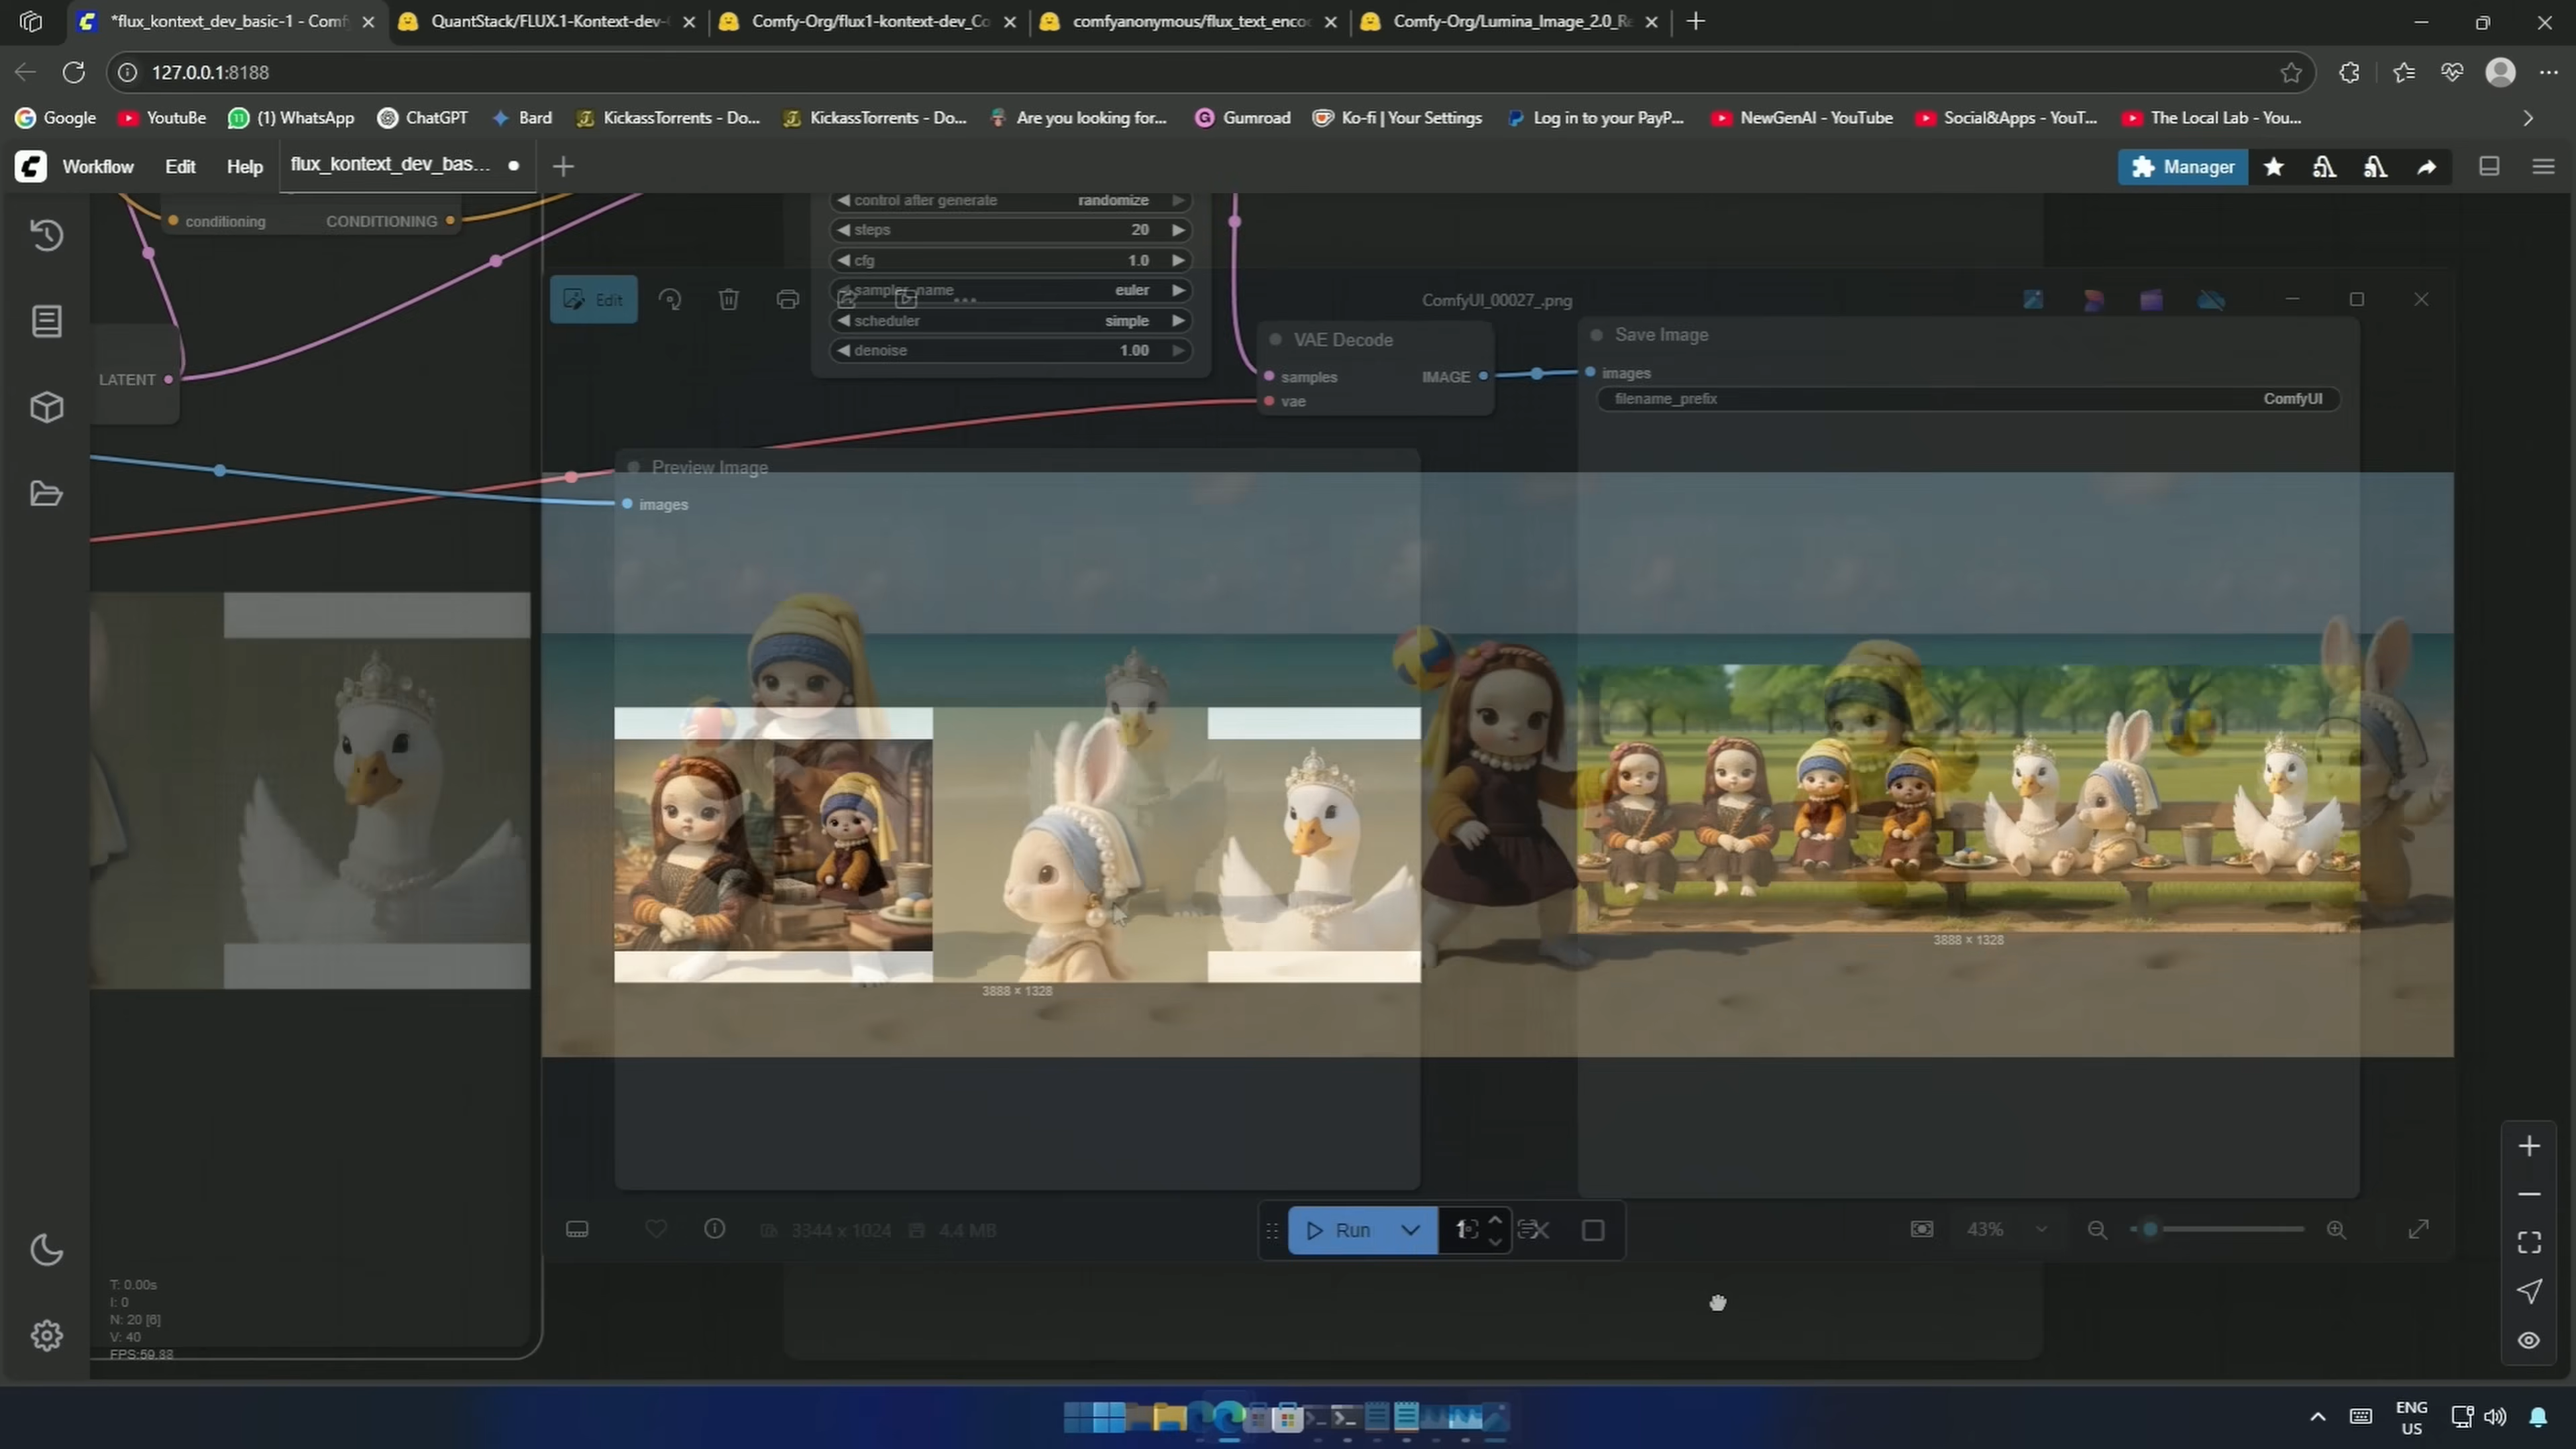 *flux_kontext_dev_basic-1 - Comfy
QuantStack/FLUX.1-Kontext-dev-
Comfy-Org/flux1-kontext-dev_Co
comfyanonymous/flux_text_enco
Comfy-Org/Lumina_Image_2.0_Re
127.0.0.1:8188
Google
YoutuBe
(1) WhatsApp
ChatGPT
Bard
KickassTorrents - Do...
KickassTorrents - Do...
Are you looking for...
Gumroad
Ko-fi | Your Settings
Log in to your PayP...
NewGenAI - YouTube
Social&Apps - YouT...
The Local Lab - You...
Workflow
Edit
Help
flux_kontext_dev_bas...
Manager
conditioning
CONDITIONING
control after generate
randomize
steps
20
cfg
1.0
sampler_name
euler
scheduler
simple
denoise
1.00
Edit
ComfyUI_00027_.png
VAE Decode
samples
IMAGE
vae
Save Image
images
filename_prefix
ComfyUI
LATENT
Preview Image
images
3888 x 1328
3888 x 1328
3344 x 1024
4.4 MB
Run
43%
T: 0.00s
I: 0
N: 20 [6]
V: 40
FPS:59.88
ENG
US